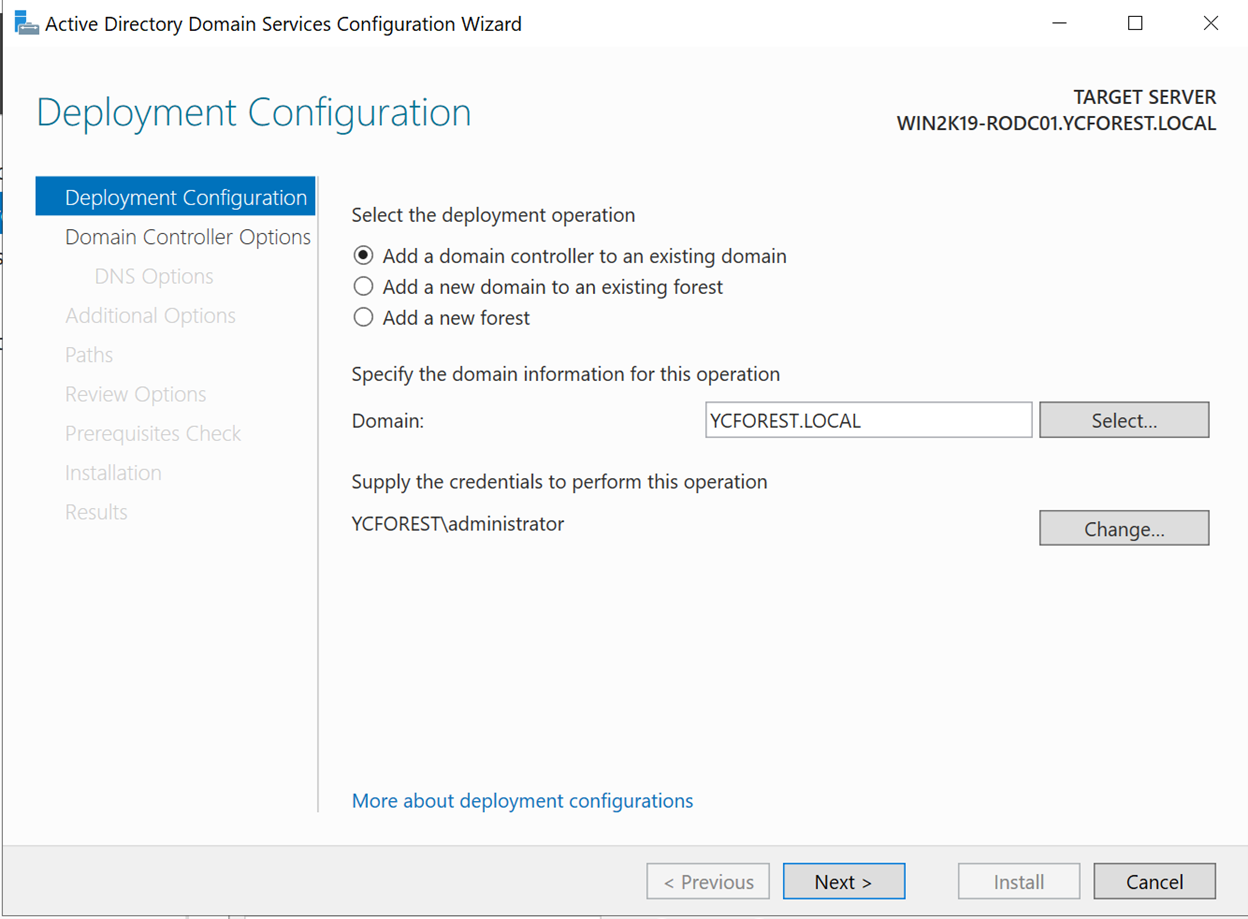 Active Directory Domain Services Configuration Wizard
Deployment Configuration
TARGET SERVER
WIN2K19-RODC01.YCFOREST.LOCAL
Deployment Configuration
Domain Controller Options
DNS Options
Additional Options
Paths
Review Options
Prerequisites Check
Installation
Results
Select the deployment operation
Add a domain controller to an existing domain
Add a new domain to an existing forest
Add a new forest
Specify the domain information for this operation
Domain:
YCFOREST.LOCAL
Select...
Supply the credentials to perform this operation
YCFOREST\administrator
Change...
More about deployment configurations
< Previous
Next >
Install
Cancel